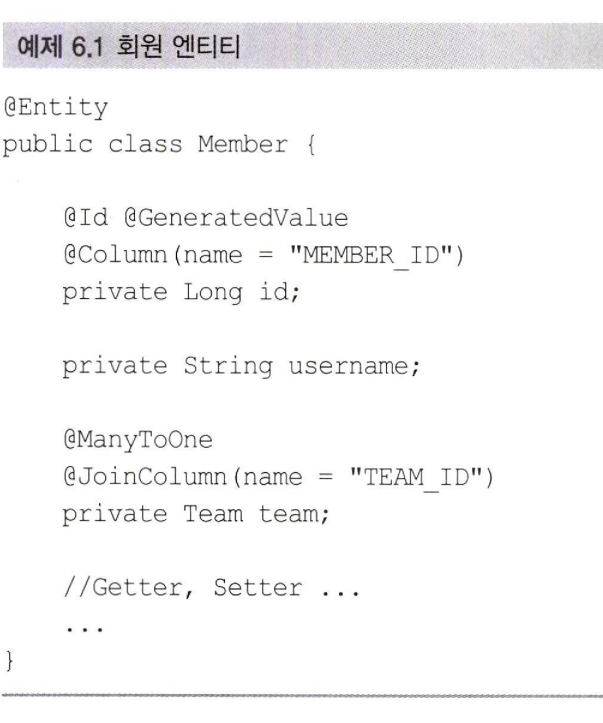 예제 6.1 회원 엔티티
@Entity
public class Member {
@Id @GeneratedValue
@Column(name = "MEMBER_ID")
private Long id;
private String username;
@ManyToOne
@JoinColumn(name = "TEAM_ID")
private Team team;
//Getter, Setter ...
...
}